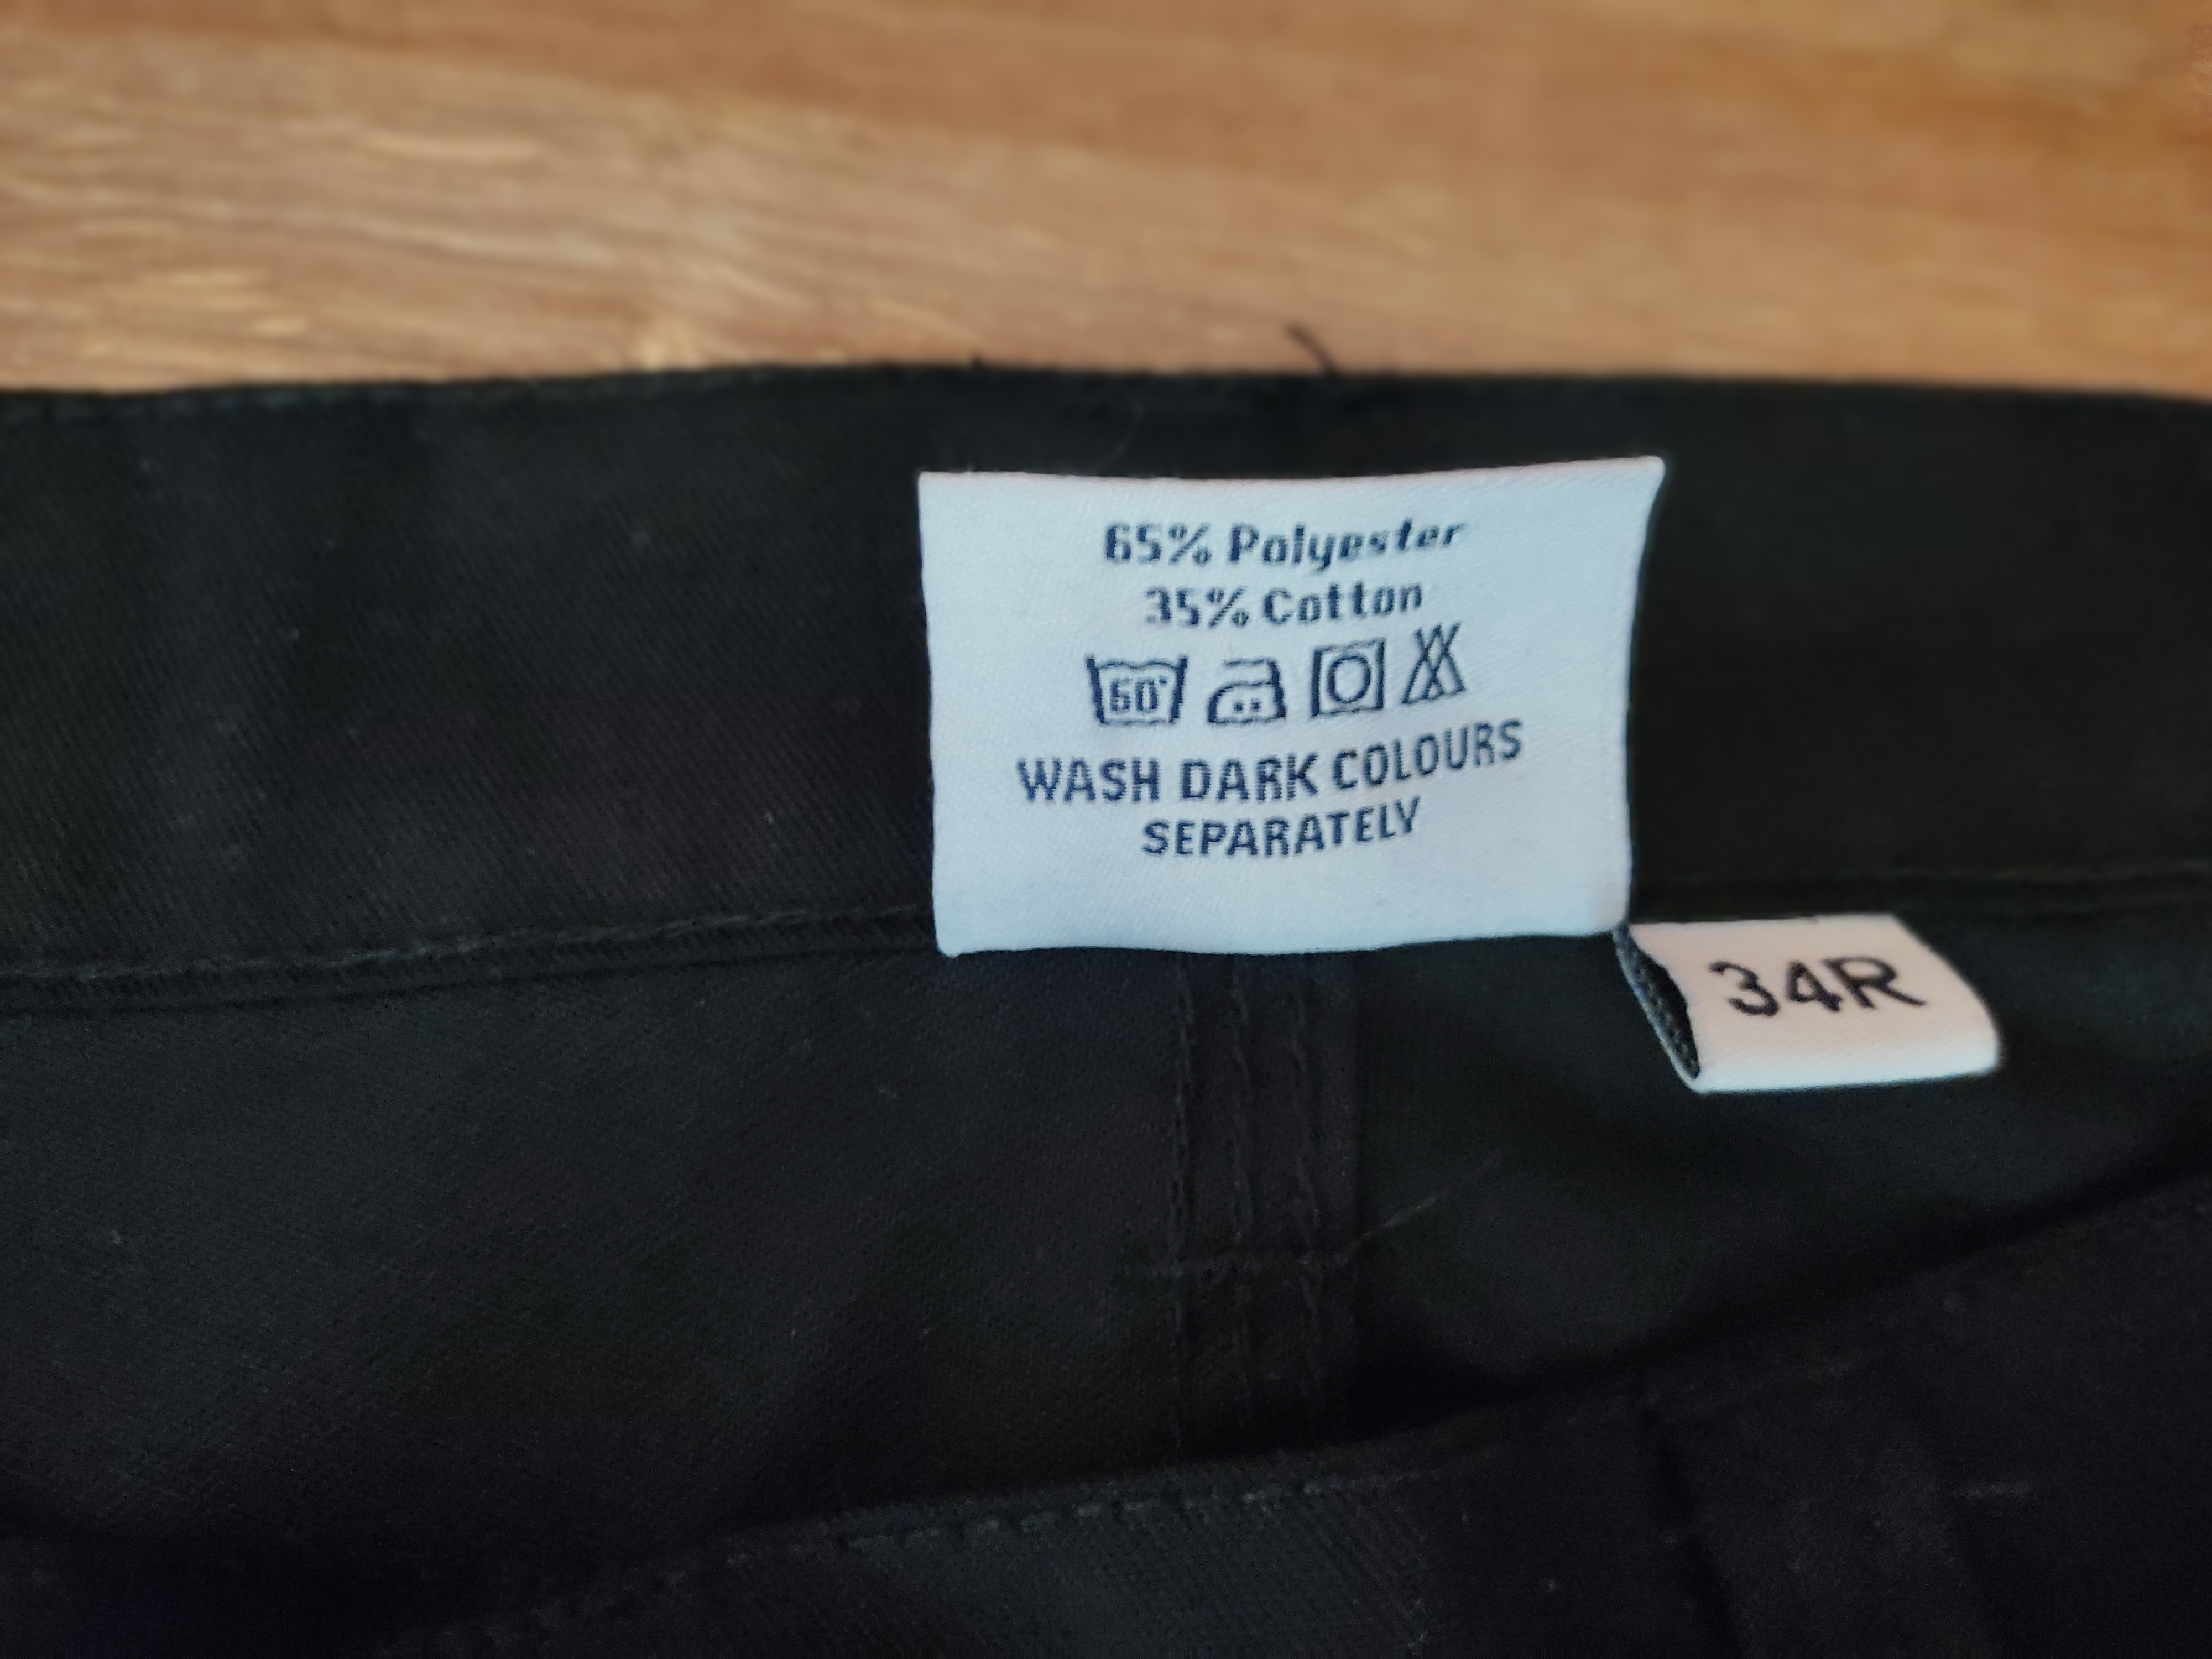 65% Polyester
35% Cotton
60°
WASH DARK COLOURS
SEPARATELY
34R